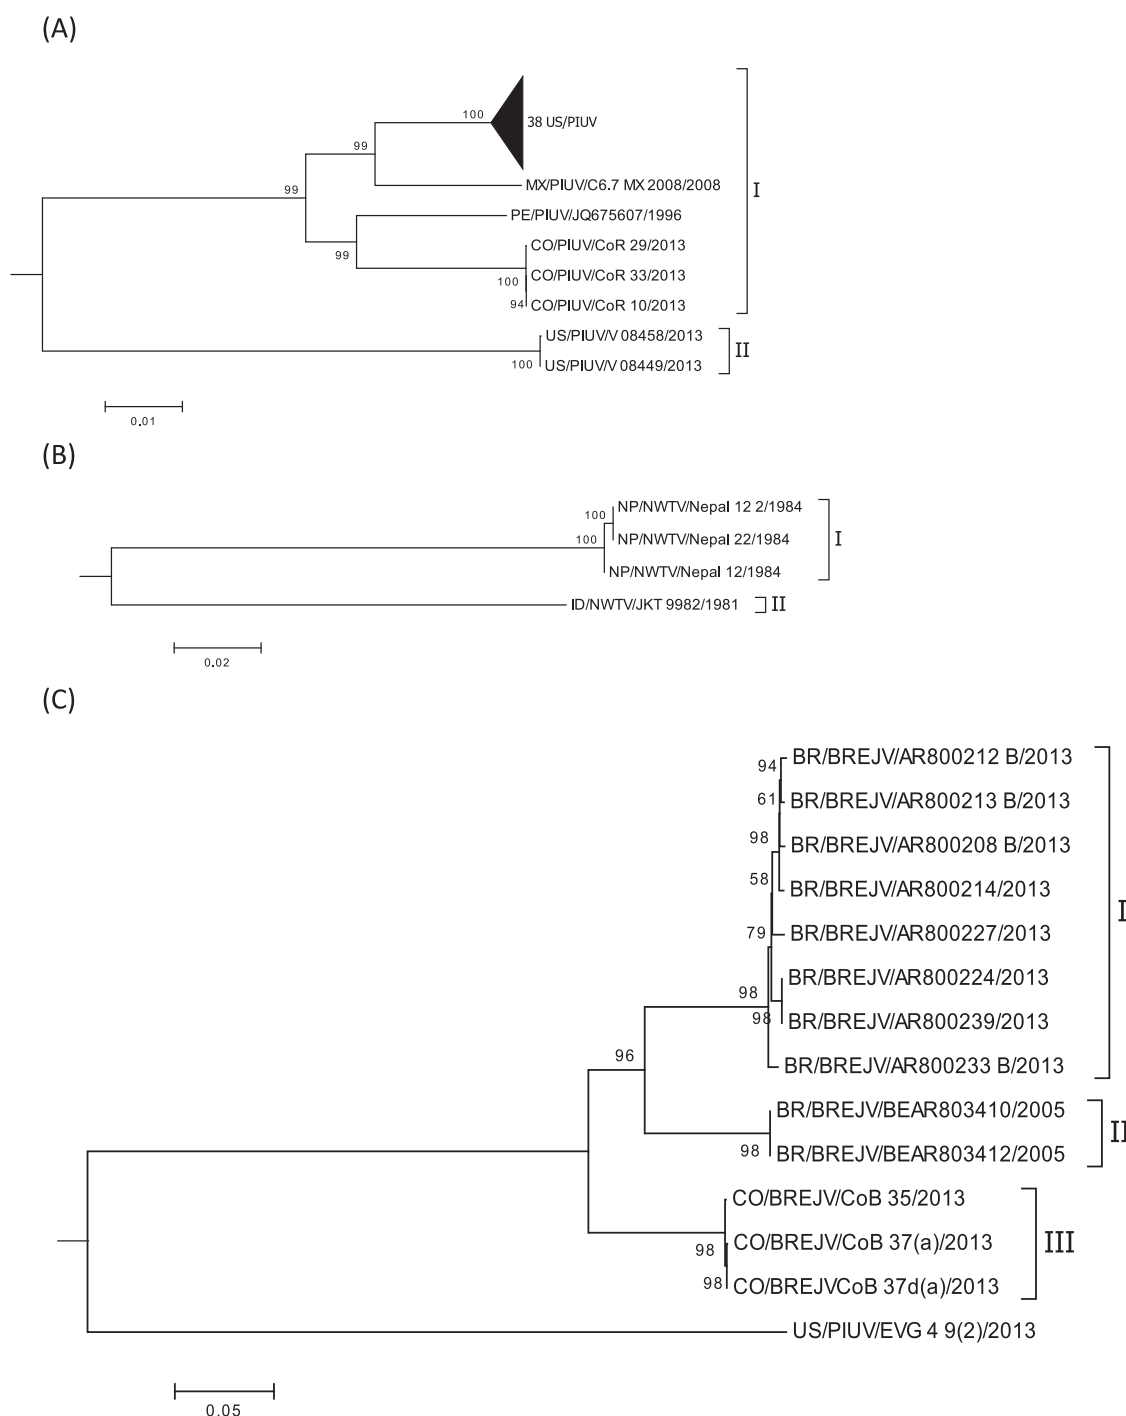 (A)
100
38 US/PIUV
99
MX/PIUV/C6.7 MX 2008/2008
I
99
PE/PIUV/JQ675607/1996
CO/PIUV/CoR 29/2013
99
CO/PIUV/CoR 33/2013
100
94
CO/PIUV/CoR 10/2013
US/PIUV/V 08458/2013
II
100
US/PIUV/V 08449/2013
0.01
(B)
NP/NWTV/Nepal 12 2/1984
100
NP/NWTV/Nepal 22/1984
I
100
NP/NWTV/Nepal 12/1984
ID/NWTV/JKT 9982/1981
II
0.02
(C)
BR/BREJV/AR800212 B/2013
94
61
BR/BREJV/AR800213 B/2013
98
BR/BREJV/AR800208 B/2013
58
BR/BREJV/AR800214/2013
I
79
BR/BREJV/AR800227/2013
BR/BREJV/AR800224/2013
98
98
BR/BREJV/AR800239/2013
96
BR/BREJV/AR800233 B/2013
BR/BREJV/BEAR803410/2005
II
98
BR/BREJV/BEAR803412/2005
CO/BREJV/CoB 35/2013
98
CO/BREJV/CoB 37(a)/2013
III
98
CO/BREJVCoB 37d(a)/2013
US/PIUV/EVG 4 9(2)/2013
0.05